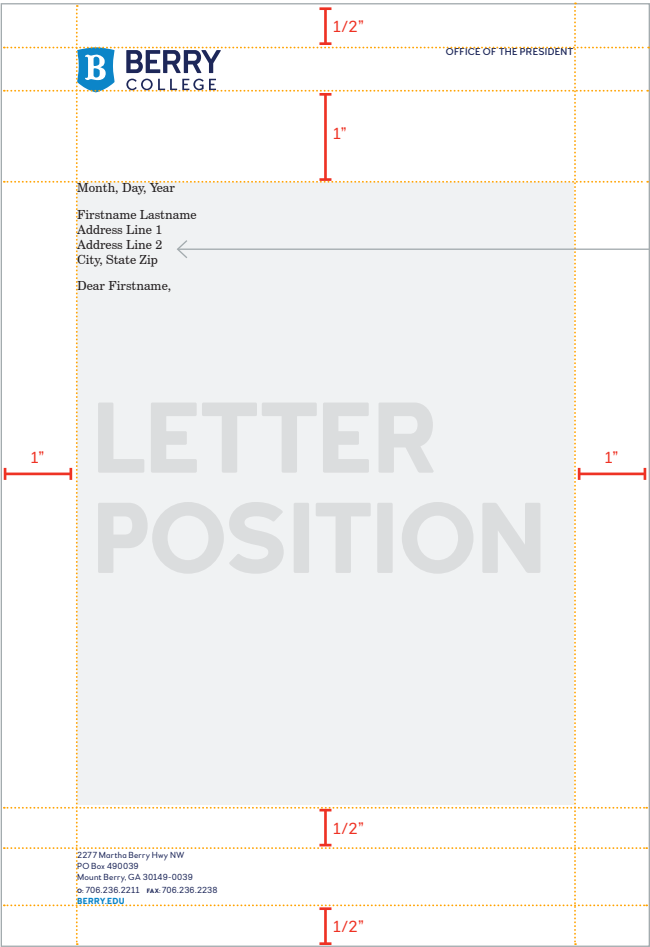 1/2”
B BERRY
COLLEGE
OFFICE OF THE PRESIDENT
1”
Month, Day, Year
Firstname Lastname
Address Line 1
Address Line 2
City, State Zip
Dear Firstname,
LETTER
POSITION
1”
1”
1/2”
2277 Martha Berry Hwy NW
PO Box 490039
Mount Berry, GA 30149-0039
O: 706.236.2211 FAX: 706.236.2238
BERRY.EDU
1/2”